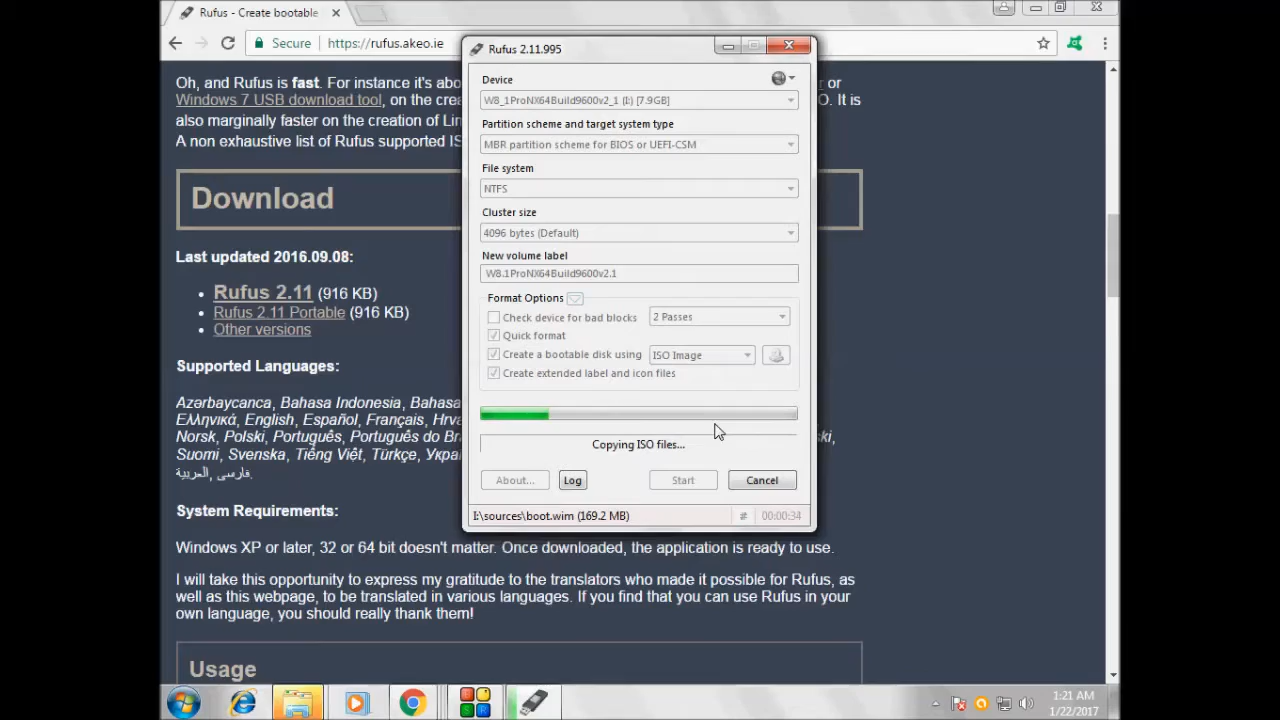 Rufus - Create bootable
Secure
https://rufus.akeo.ie
Oh, and Rufus is fast. For instance it's abo
or
Windows 7 USB download tool, on the crea
O. It is
also marginally faster on the creation of Lin
A non exhaustive list of Rufus supported IS
Download
Last updated 2016.09.08:
Rufus 2.11 (916 KB)
Rufus 2.11 Portable (916 KB)
Other versions
Supported Languages:
Azərbaycanca, Bahasa Indonesia, Bahasa
Ελληνικά, English, Español, Français, Hrva
Norsk, Polski, Português, Português do B
ski,
Suomi, Svenska, Tiếng Việt, Türkçe, Укра
العربية, فارسی.
System Requirements:
Windows XP or later, 32 or 64 bit doesn't matter. Once downloaded, the application is ready to use.
I will take this opportunity to express my gratitude to the translators who made it possible for Rufus, as
well as this webpage, to be translated in various languages. If you find that you can use Rufus in your
own language, you should really thank them!
Usage
Rufus 2.11.995
Device
W8_1ProNX64Build9600v2_1 (I:) [7.9GB]
Partition scheme and target system type
MBR partition scheme for BIOS or UEFI-CSM
File system
NTFS
Cluster size
4096 bytes (Default)
New volume label
W8.1ProNX64Build9600v2.1
Format Options
Check device for bad blocks
2 Passes
Quick format
Create a bootable disk using
ISO Image
Create extended label and icon files
Copying ISO files...
About...
Log
Start
Cancel
I:\sources\boot.wim (169.2 MB)
#
00:00:34
1:21 AM
1/22/2017